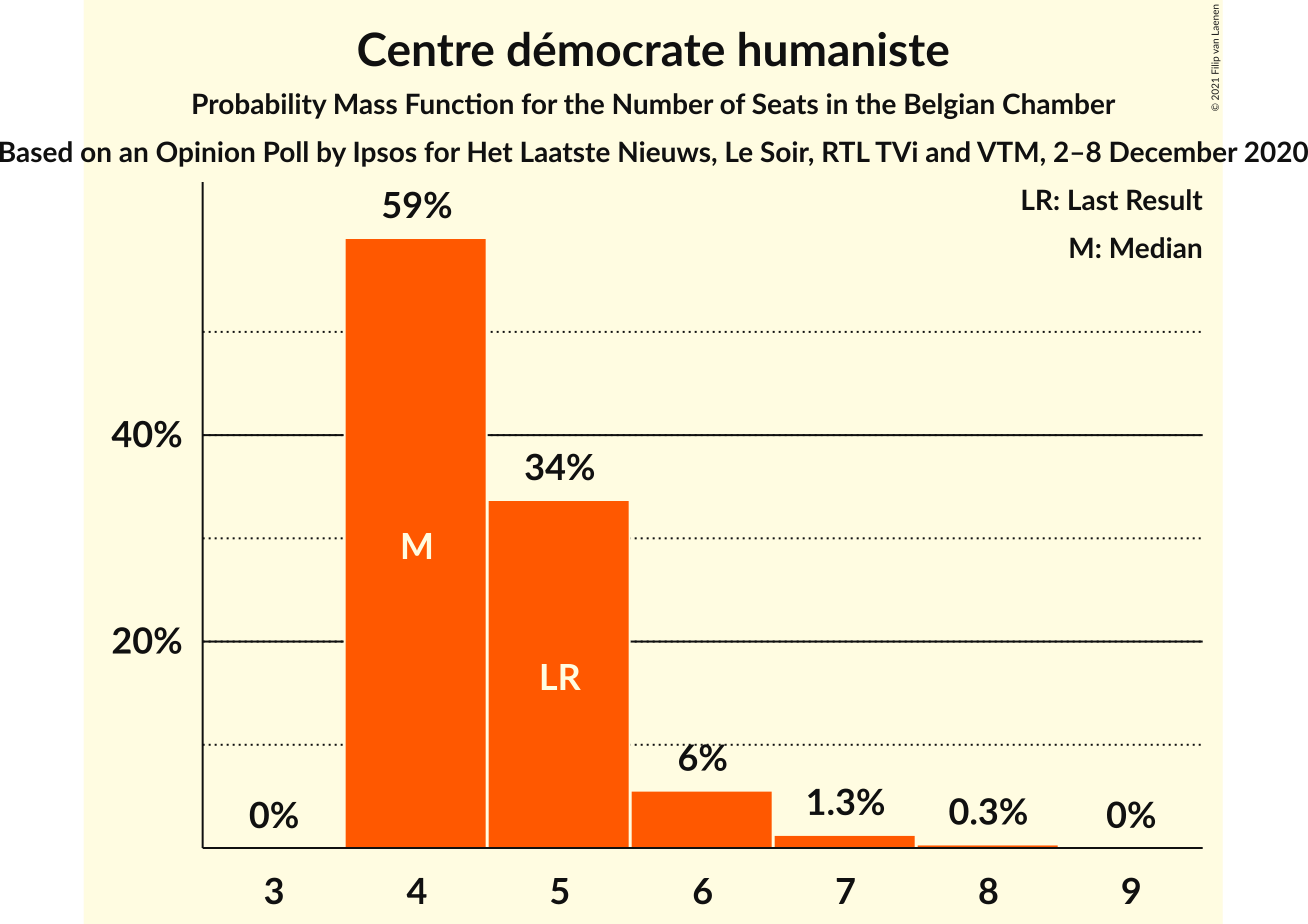 Centre démocrate humaniste
Probability Mass Function for the Number of Seats in the Belgian Chamber
Based on an Opinion Poll by Ipsos for Het Laatste Nieuws, Le Soir, RTL TVi and VTM, 2–8 December 2020
© 2021 Filip van Laenen
LR: Last Result
M: Median
59%
40%
34%
M
20%
LR
6%
0%
1.3%
0.3%
0%
3 4 5 6 7 8 9